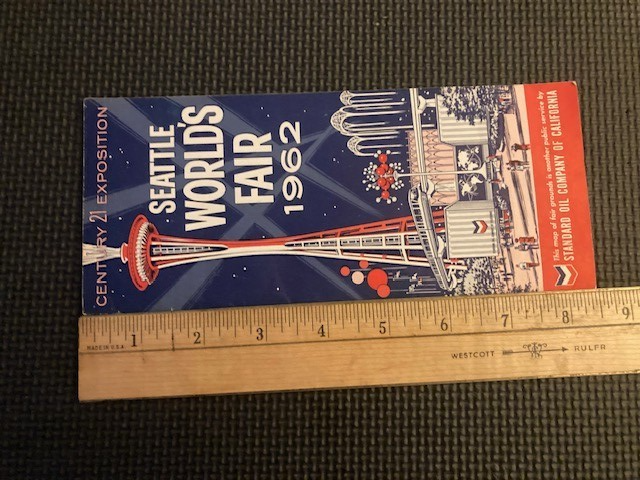 CENTURY 21 EXPOSITION
SEATTLE
WORLD'S
FAIR
1962
This map of fair grounds is another public service by
STANDARD OIL COMPANY OF CALIFORNIA
1 2 3 4 5 6 7 8 9
MADE IN U.S.A.
WESTCOTT RULER